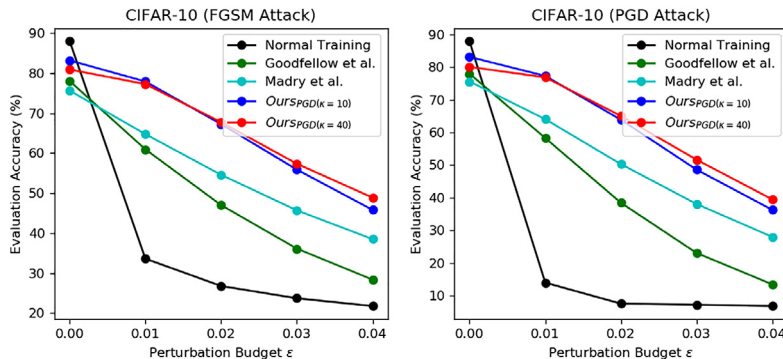 CIFAR-10 (FGSM Attack)
90
80
70
60
50
40
30
20
Evaluation Accuracy (%)
Normal Training
Goodfellow et al.
Madry et al.
Ours_PGD(κ = 10)
Ours_PGD(κ = 40)
0.00 0.01 0.02 0.03 0.04
Perturbation Budget ε
CIFAR-10 (PGD Attack)
90
80
70
60
50
40
30
20
10
Evaluation Accuracy (%)
Normal Training
Goodfellow et al.
Madry et al.
Ours_PGD(κ = 10)
Ours_PGD(κ = 40)
0.00 0.01 0.02 0.03 0.04
Perturbation Budget ε